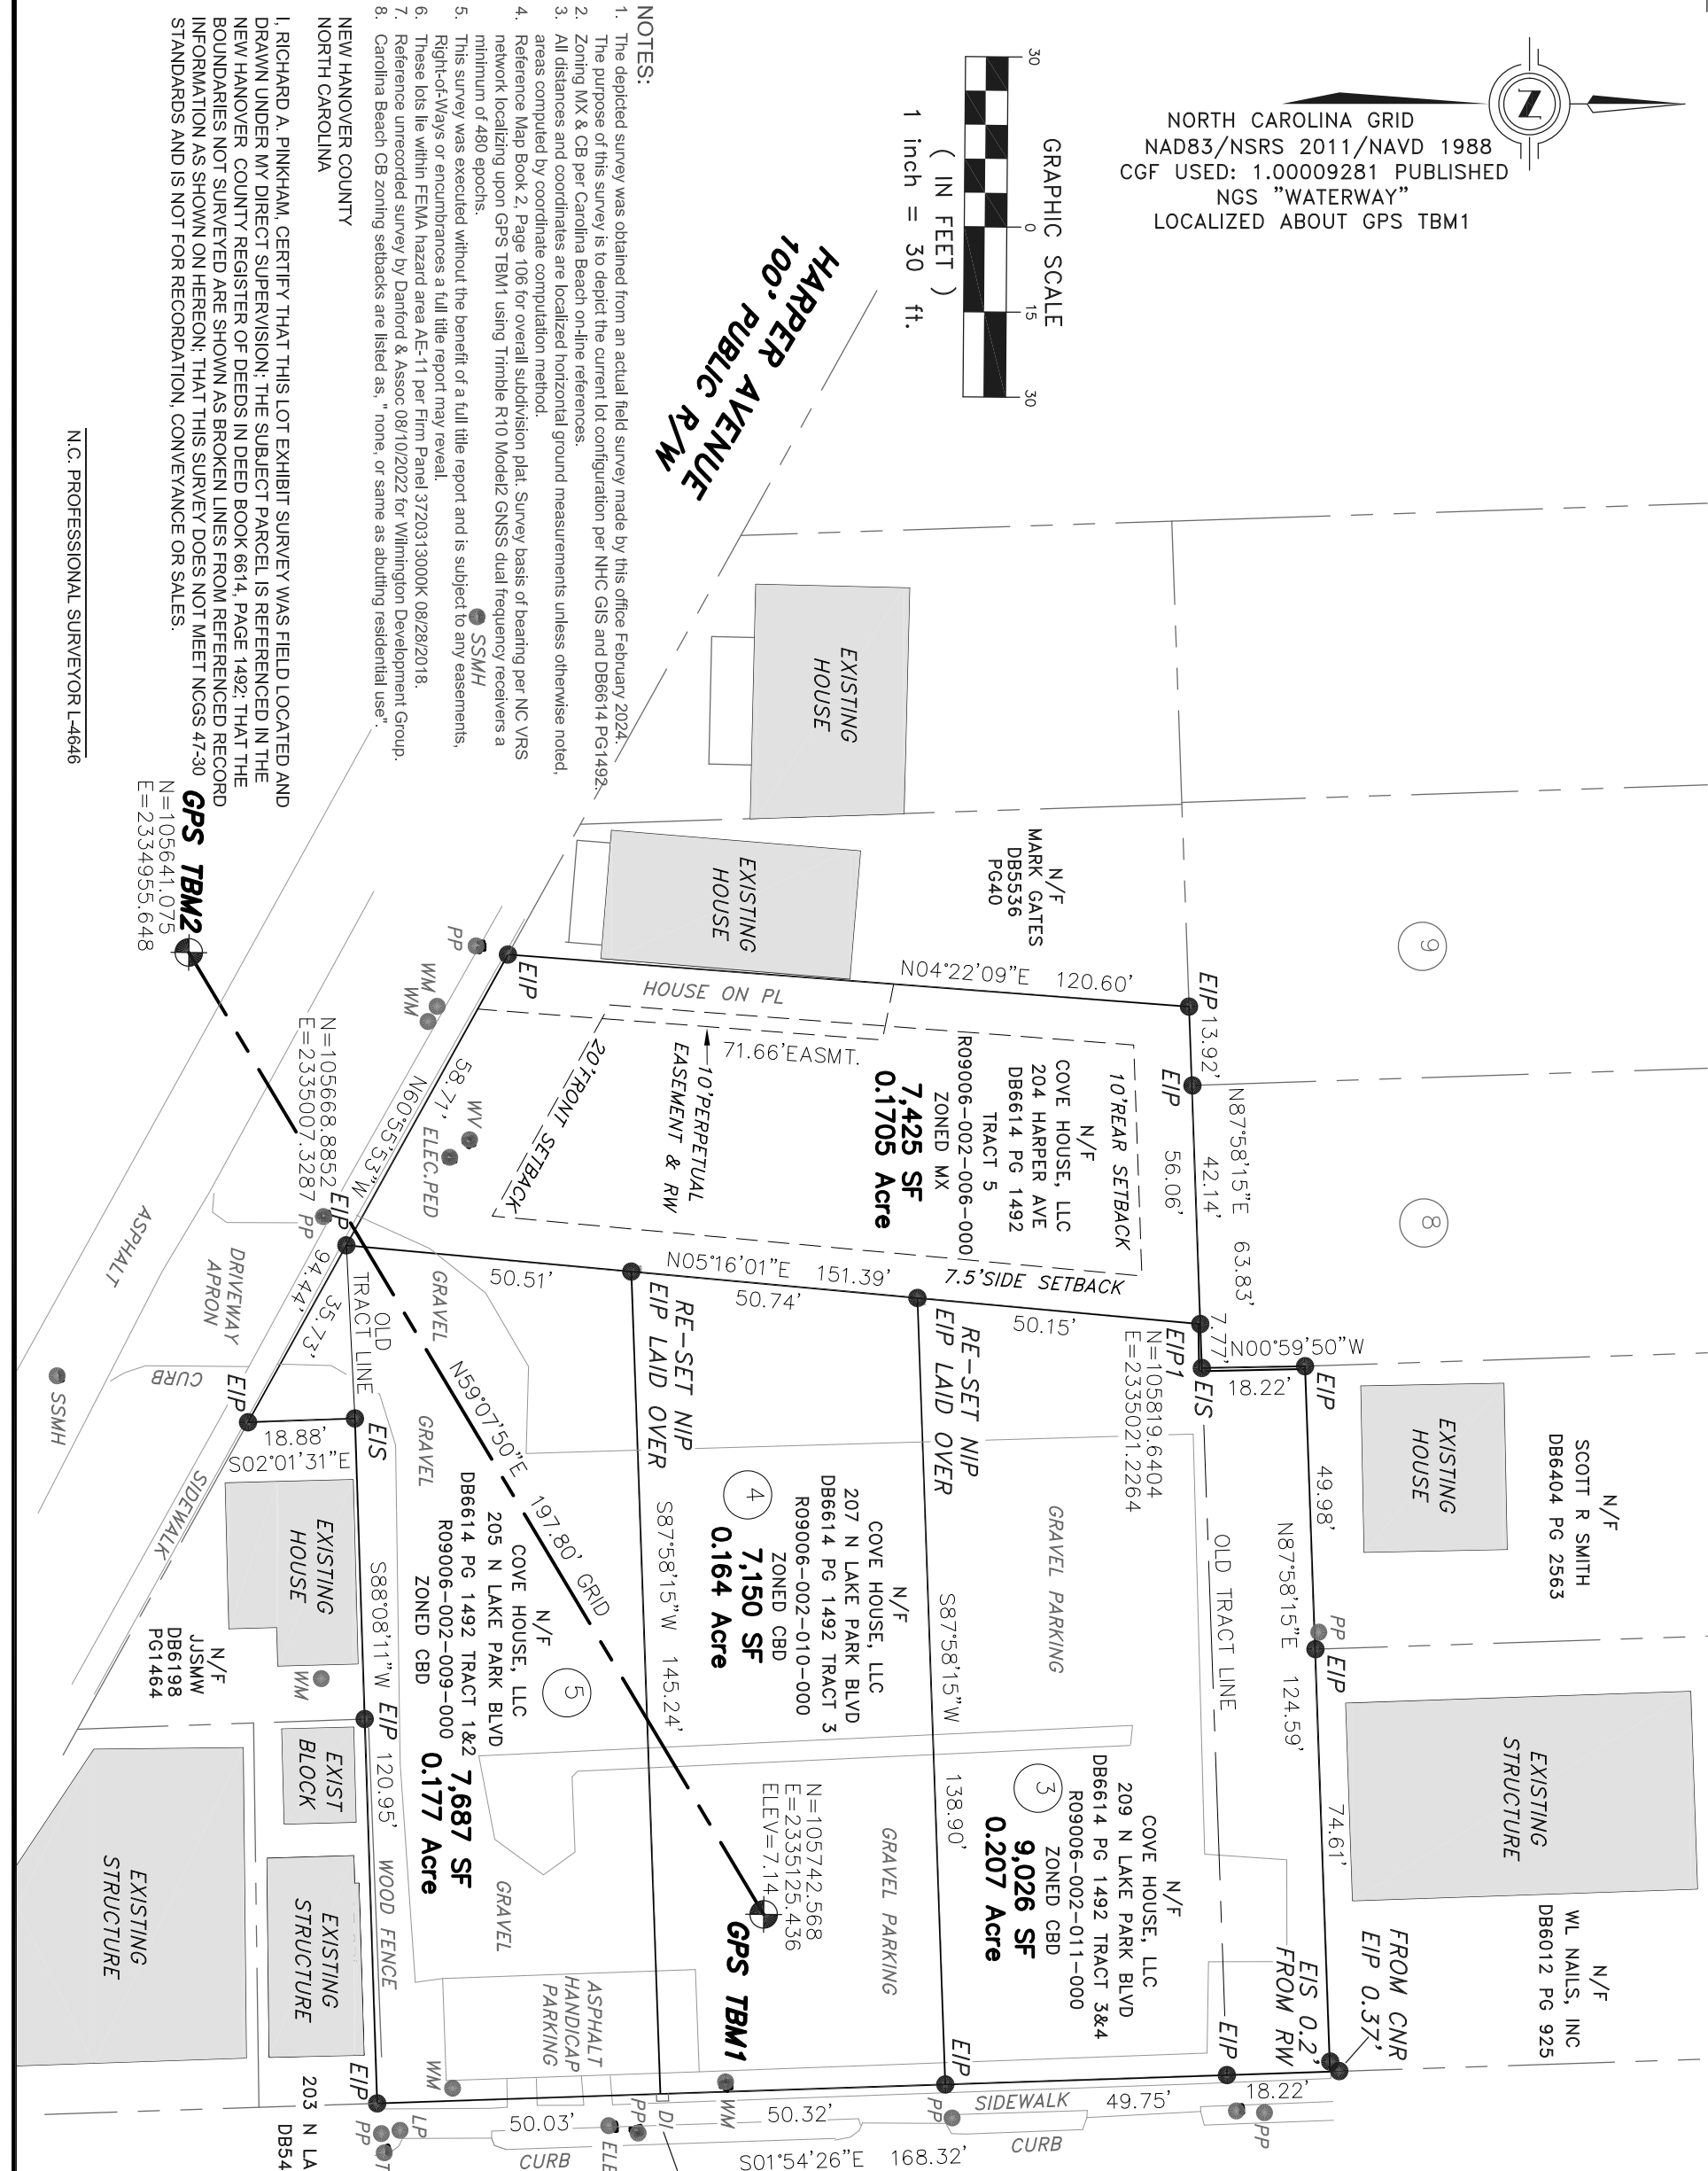 NORTH CAROLINA GRID
NAD83/NSRS 2011/NAVD 1988
CGF USED: 1.00009281 PUBLISHED
NGS "WATERWAY"
LOCALIZED ABOUT GPS TBM1
N
GRAPHIC SCALE
30
0
15
30
( IN FEET )
1 inch = 30 ft.
HARPER AVENUE
100' PUBLIC R/W
NOTES:
1. The depicted survey was obtained from an actual field survey made by this office February 2024.
The purpose of this survey is to depict the current lot configuration per NHC GIS and DB6614 PG1492.
2. Zoning MX & CB per Carolina Beach on-line references.
3. All distances and coordinates are localized horizontal ground measurements unless otherwise noted,
areas computed by coordinate computation method.
4. Reference Map Book 2, Page 106 for overall subdivision plat. Survey basis of bearing per NC VRS
network localizing upon GPS TBM1 using Trimble R10 Model2 GNSS dual frequency receivers a
minimum of 480 epochs.
5. This survey was executed without the benefit of a full title report and is subject to any easements,
Right-of-Ways or encumbrances a full title report may reveal.
6. These lots lie within FEMA hazard area AE-11 per Firm Panel 3720313000K 08/28/2018.
7. Reference unrecorded survey by Danford & Assoc 08/10/2022 for Wilmington Development Group.
8. Carolina Beach CB zoning setbacks are listed as, " none, or same as abutting residential use".
NEW HANOVER COUNTY
NORTH CAROLINA
I, RICHARD A. PINKHAM, CERTIFY THAT THIS LOT EXHIBIT SURVEY WAS FIELD LOCATED AND
DRAWN UNDER MY DIRECT SUPERVISION; THE SUBJECT PARCEL IS REFERENCED IN THE
NEW HANOVER COUNTY REGISTER OF DEEDS IN DEED BOOK 6614, PAGE 1492; THAT THE
BOUNDARIES NOT SURVEYED ARE SHOWN AS BROKEN LINES FROM REFERENCED RECORD
INFORMATION AS SHOWN ON HEREON; THAT THIS SURVEY DOES NOT MEET NCGS 47-30
STANDARDS AND IS NOT FOR RECORDATION, CONVEYANCE OR SALES.
N.C. PROFESSIONAL SURVEYOR L-4646
SSMH
GPS TBM2
N=105641.075
E=2334955.648
EXISTING
HOUSE
EXISTING
HOUSE
N/F
MARK GATES
DB5536
PG40
9
8
PP
EIP
WM
WM
HOUSE ON PL
N04°22'09"E 120.60'
EIP
13.92'
EIP
N87°58'15"E 63.83'
42.14'
56.06'
7.77'
10'REAR SETBACK
N/F
COVE HOUSE, LLC
204 HARPER AVE
DB6614 PG 1492
TRACT 5
R09006-002-006-000
ZONED MX
7,425 SF
0.1705 Acre
71.66'EASMT.
10'PERPETUAL
EASEMENT & RW
20'FRONT SETBACK
7.5'SIDE SETBACK
58.71'
N60°55'53"W
WV
ELEC.PED
N=105668.8852
E=2335007.3287
PP
EIP
94.44'
35.73'
ASPHALT
DRIVEWAY
APRON
CURB
SSMH
OLD
TRACT LINE
GRAVEL
GRAVEL
50.51'
N05°16'01"E 151.39'
50.74'
50.15'
RE-SET NIP
EIP LAID OVER
RE-SET NIP
EIP LAID OVER
EIP1
N=105819.6404
E=2335021.2264
EIS
N00°59'50"W
18.22'
EIP
EXISTING
HOUSE
N/F
SCOTT R SMITH
DB6404 PG 2563
49.98'
N87°58'15"E 124.59'
PP
EIP
74.61'
EXISTING
STRUCTURE
N/F
WL NAILS, INC
DB6012 PG 925
FROM CNR
EIP 0.37'
EIS 0.2'
FROM RW
OLD TRACT LINE
GRAVEL PARKING
N59°07'50"E 197.80' GRID
S87°58'15"W 138.90'
S87°58'15"W 145.24'
N/F
COVE HOUSE, LLC
209 N LAKE PARK BLVD
DB6614 PG 1492 TRACT 3&4
R09006-002-011-000
ZONED CBD
3
9,026 SF
0.207 Acre
N/F
COVE HOUSE, LLC
207 N LAKE PARK BLVD
DB6614 PG 1492 TRACT 3
R09006-002-010-000
ZONED CBD
4
7,150 SF
0.164 Acre
N/F
COVE HOUSE, LLC
205 N LAKE PARK BLVD
DB6614 PG 1492 TRACT 1&2
R09006-002-009-000
ZONED CBD
5
7,687 SF
0.177 Acre
N=105742.568
E=2335125.436
ELEV=7.14
GPS TBM1
GRAVEL PARKING
GRAVEL
ASPHALT
HANDICAP
PARKING
EIP
EIS
18.88'
S02°01'31"E
SIDEWALK
EXISTING
HOUSE
WM
N/F
JJSMW
DB6198
PG1464
S88°08'11"W 120.95'
EIP
WOOD FENCE
EXIST
BLOCK
EXISTING
STRUCTURE
EXISTING
STRUCTURE
203 N LA
DB54
EIP
WM
PP
LP
50.03'
CURB
ELE
PP
DI
WM
50.32'
S01°54'26"E 168.32'
EIP
PP
SIDEWALK
49.75'
CURB
EIP
18.22'
PP